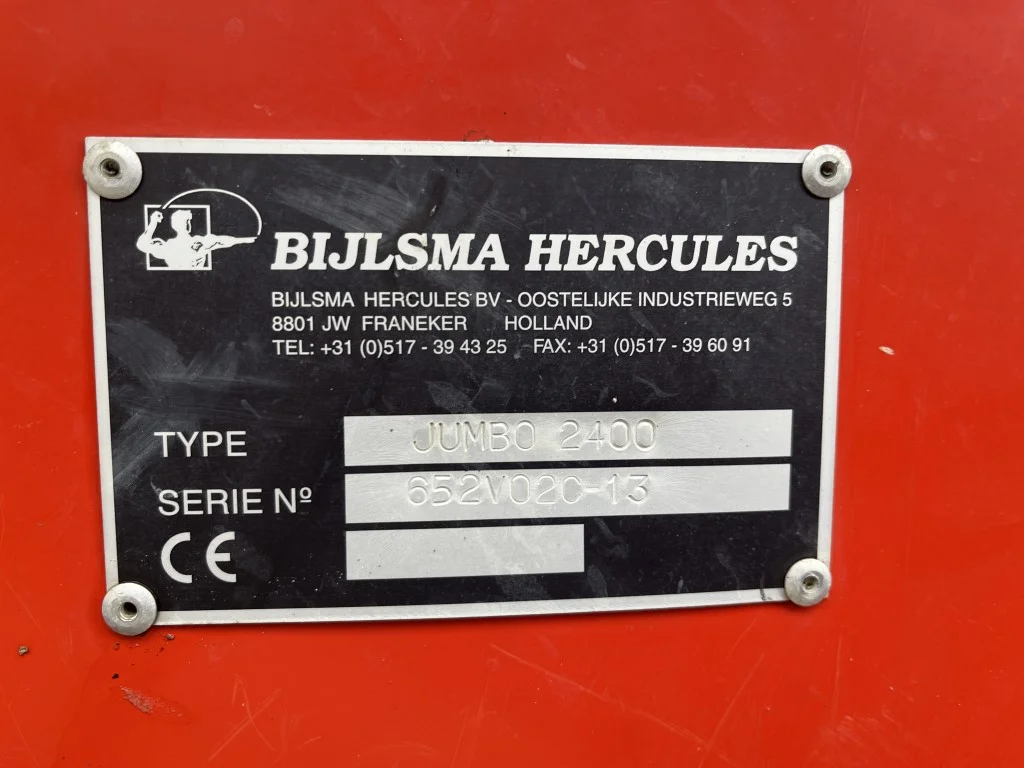 BIJLSMA HERCULES
BIJLSMA HERCULES BV - OOSTELIJKE INDUSTRIEWEG 5
8801 JW FRANEKER HOLLAND
TEL: +31 (0)517 - 39 43 25 FAX: +31 (0)517 - 39 60 91
TYPE JUMBO 2400
SERIE Nº 652V02C-13
CE